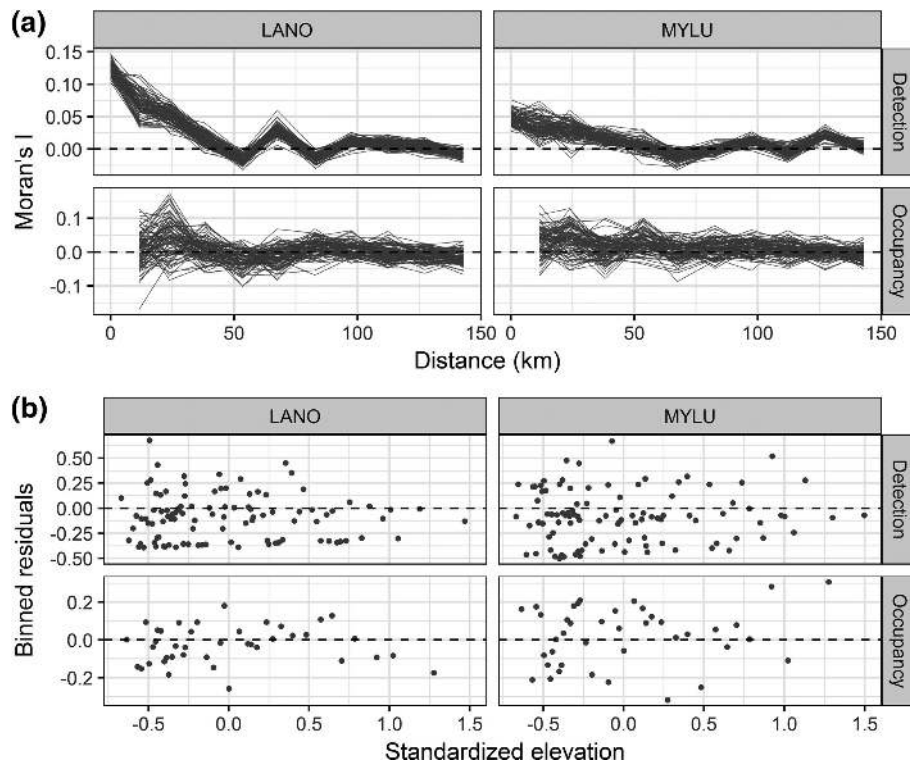 (a)
LANO MYLU
Moran's I
0.15
0.10
0.05
0.00
Detection
0.1
0.0
-0.1
Occupancy
0 50 100 150 0 50 100 150
Distance (km)
(b)
LANO MYLU
Binned residuals
0.50
0.25
0.00
-0.25
-0.50
Detection
0.2
0.0
-0.2
Occupancy
-0.5 0.0 0.5 1.0 1.5 -0.5 0.0 0.5 1.0 1.5
Standardized elevation